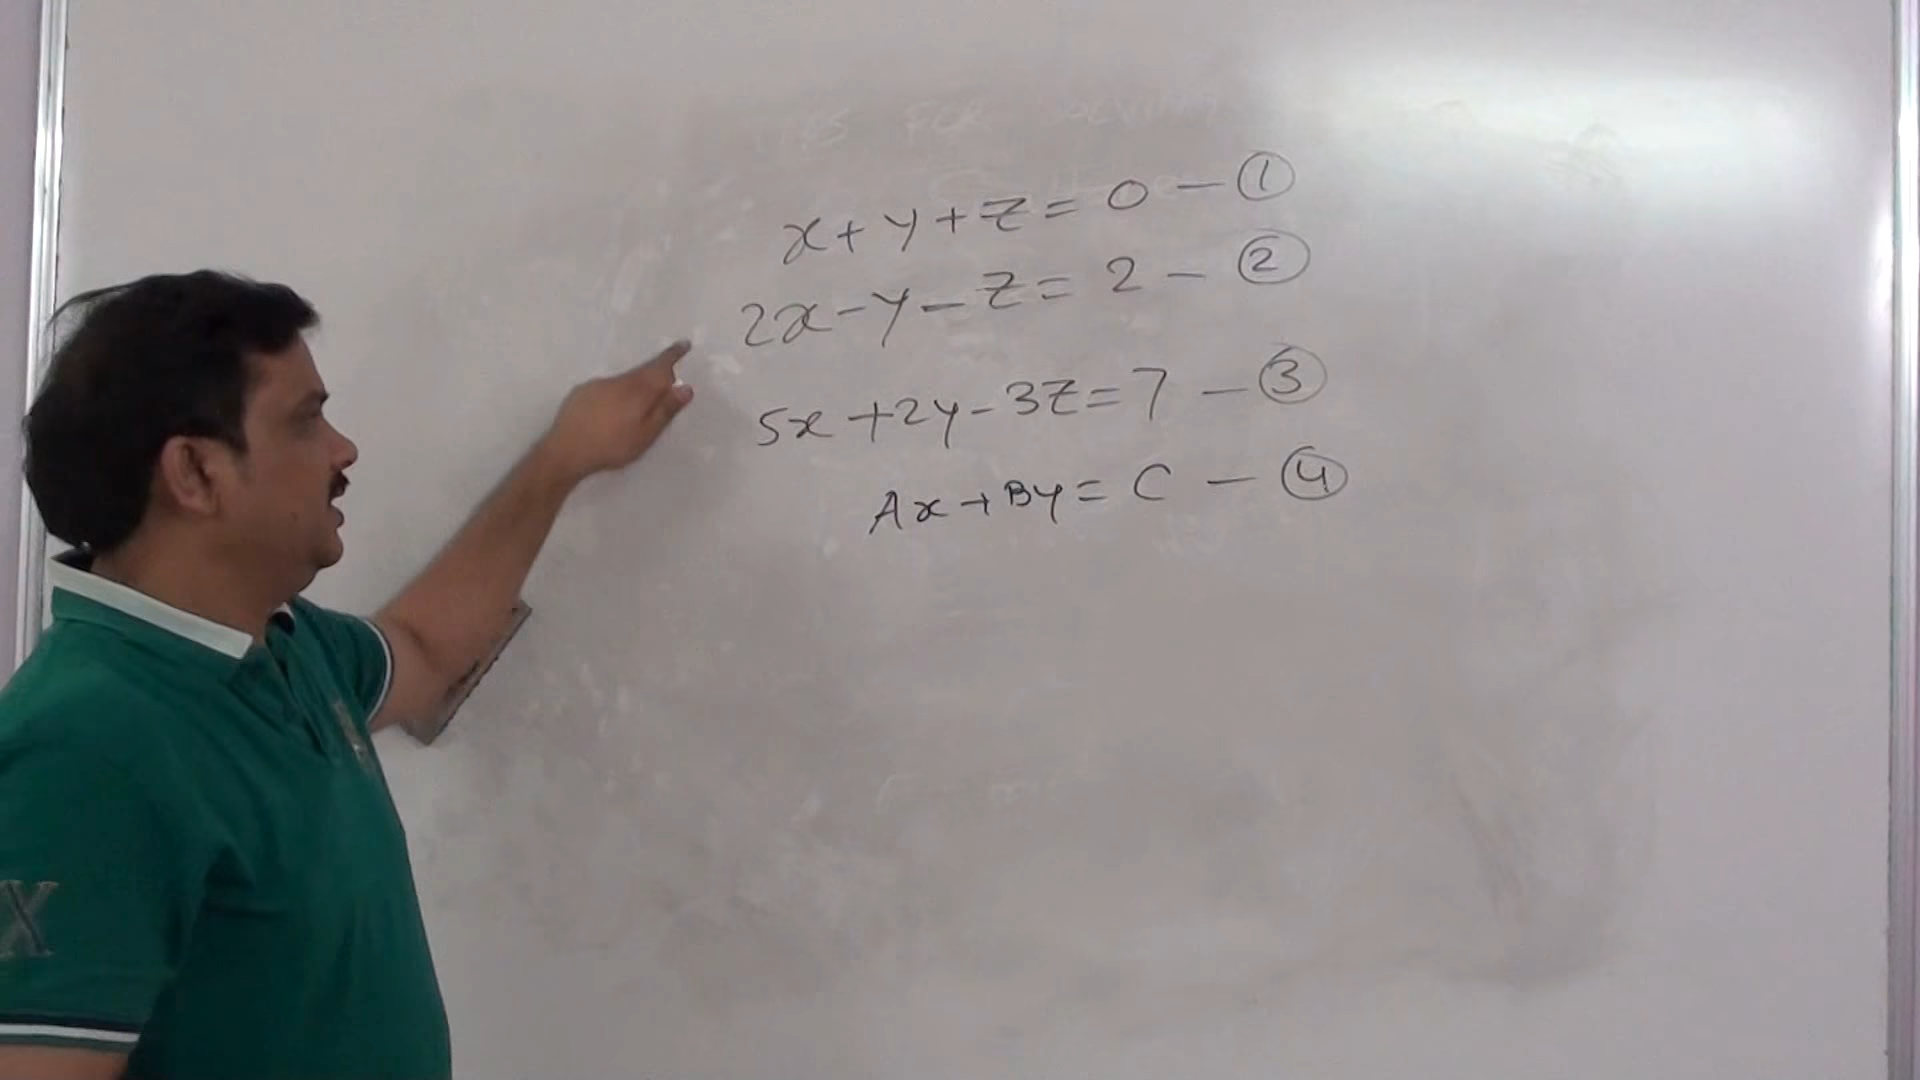 x+y+z=0 — ①
2x-y-z=2 — ②
5x+2y-3z=7 — ③
Ax+By=C — ④
X